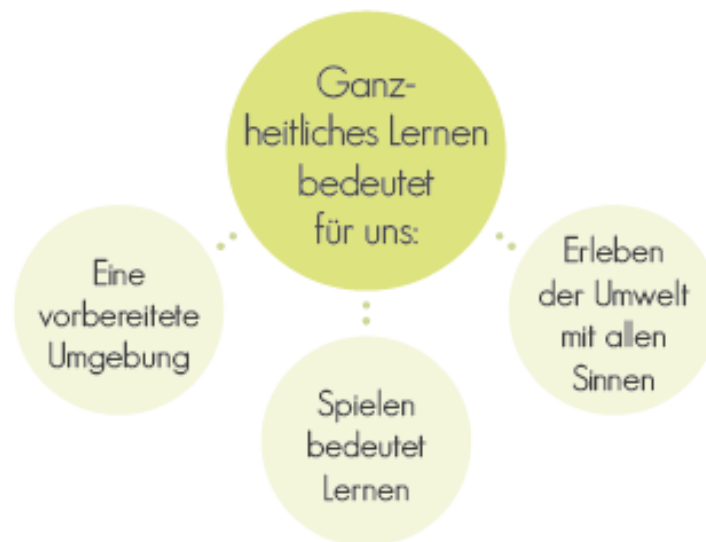 Ganz-
heitliches Lernen
bedeutet
für uns:
Eine
vorbereitete
Umgebung
Spielen
bedeutet
Lernen
Erleben
der Umwelt
mit allen
Sinnen